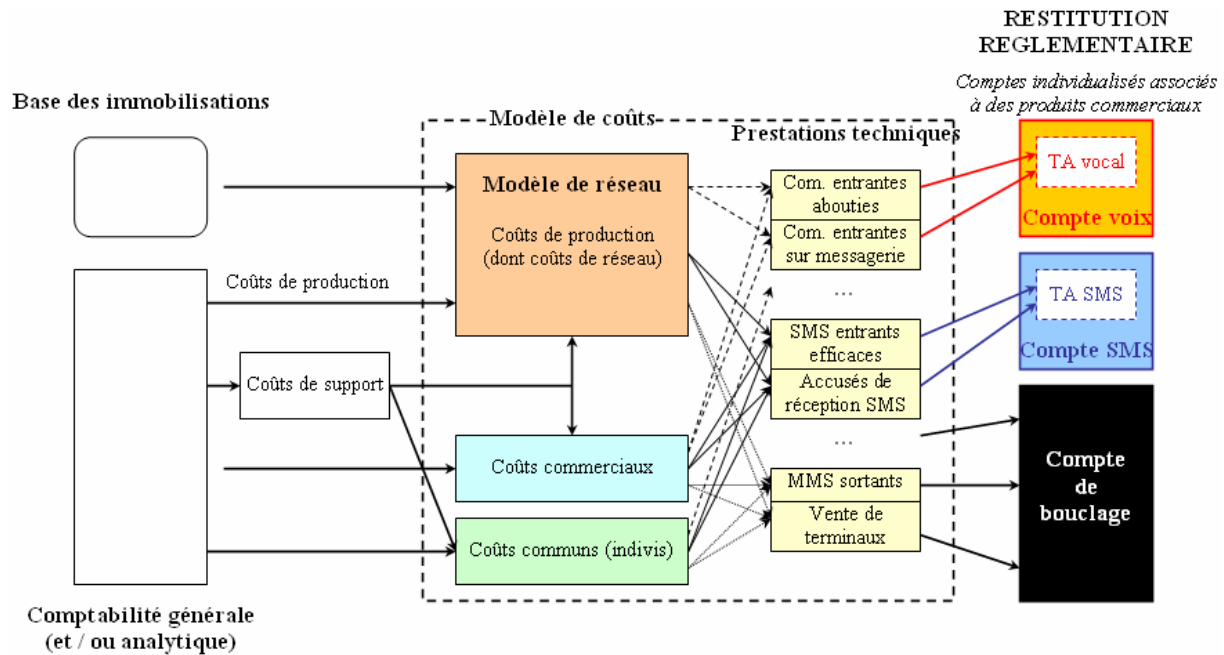 RESTITUTION
REGLEMENTAIRE
Comptes individualisés associés
à des produits commerciaux
Base des immobilisations
Modèle de coûts
Prestations techniques
Modèle de réseau
Coûts de production
(dont coûts de réseau)
Com. entrantes
abouties
Com. entrantes
sur messagerie
...
TA vocal
Compte voix
Coûts de production
SMS entrants
efficaces
Accusés de
réception SMS
...
TA SMS
Compte SMS
Coûts de support
Coûts commerciaux
MMS sortants
Vente de
terminaux
Compte
de
bouclage
Coûts communs (indivis)
Comptabilité générale
(et / ou analytique)